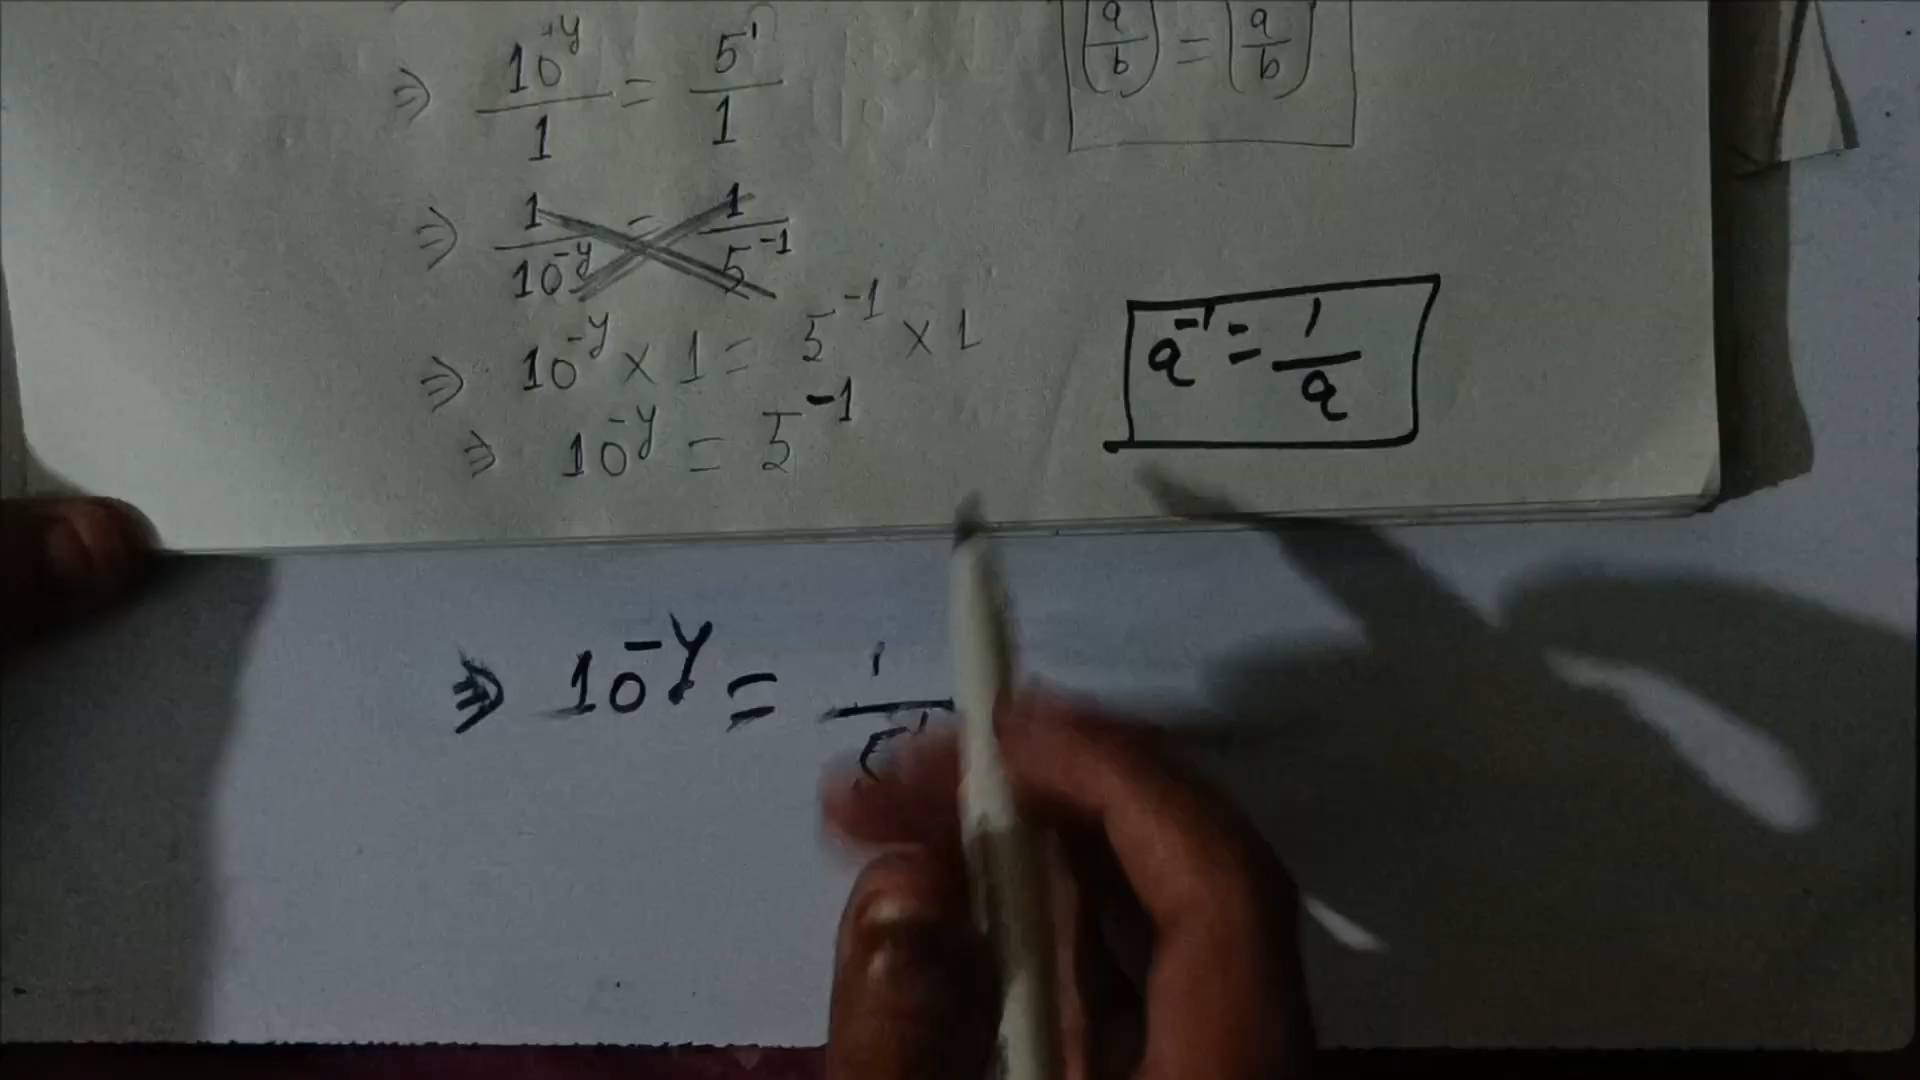 ⇒ 10^{+y}/1 = 5^1/1
(a/b) = (a/b)
⇒ 1/10^{-y} = 1/5^{-1}
⇒ 10^{-y} × 1 = 5^{-1} × 1
a^{-1} = 1/a
⇒ 10^{-y} = 5^{-1}
⇒ 10^{-y} = 1/5^1